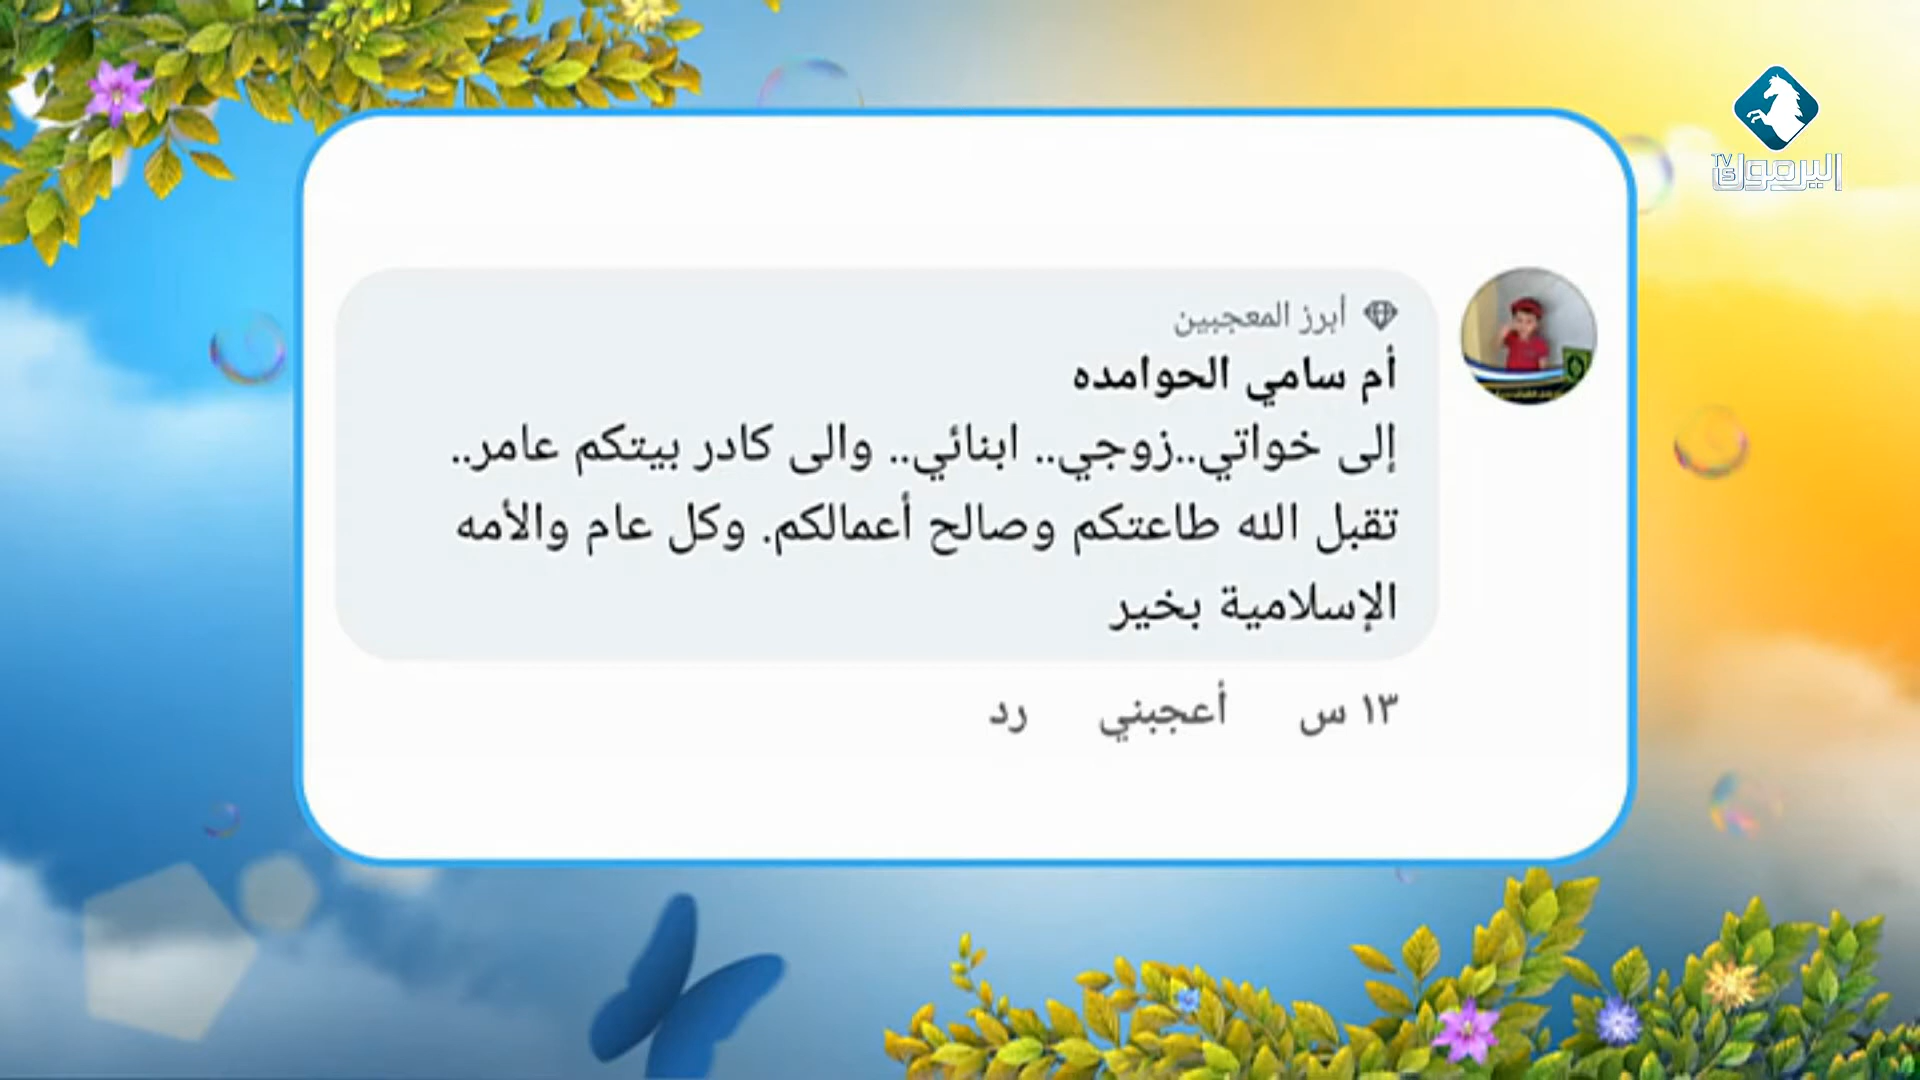 اليرموك
TV
أبرز المعجبين
أم سامي الحوامده
إلى خواتي..زوجي.. ابنائي.. والى كادر بيتكم عامر..
تقبل الله طاعتكم وصالح أعمالكم. وكل عام والأمه
الإسلامية بخير
١٣ س أعجبني رد